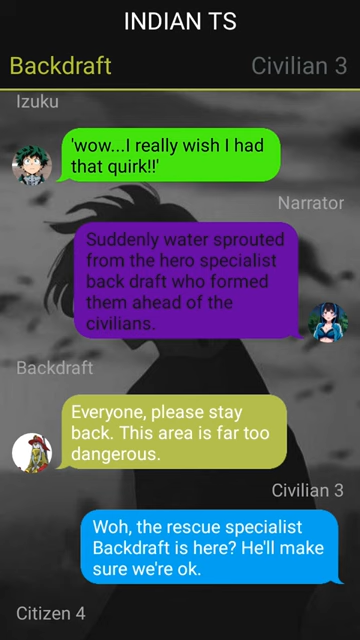 INDIAN TS
Backdraft
Civilian 3
Izuku
'wow...I really wish I had
that quirk!!'
Narrator
Suddenly water sprouted
from the hero specialist
back draft who formed
them ahead of the
civilians.
Backdraft
Everyone, please stay
back. This area is far too
dangerous.
Civilian 3
Woh, the rescue specialist
Backdraft is here? He'll make
sure we're ok.
Citizen 4